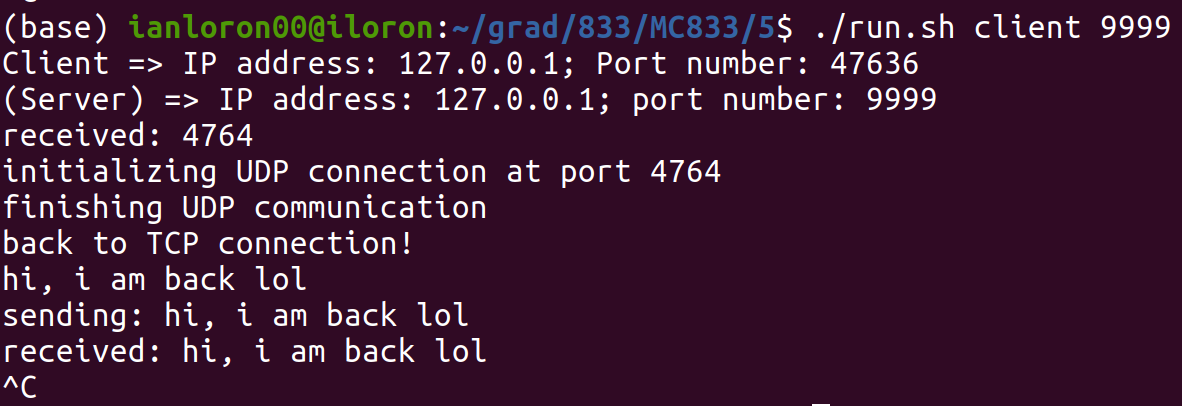 (base) ianloron00@iloron:~/grad/833/MC833/5$ ./run.sh client 9999
Client => IP address: 127.0.0.1; Port number: 47636
(Server) => IP address: 127.0.0.1; port number: 9999
received: 4764
initializing UDP connection at port 4764
finishing UDP communication
back to TCP connection!
hi, i am back lol
sending: hi, i am back lol
received: hi, i am back lol
^C